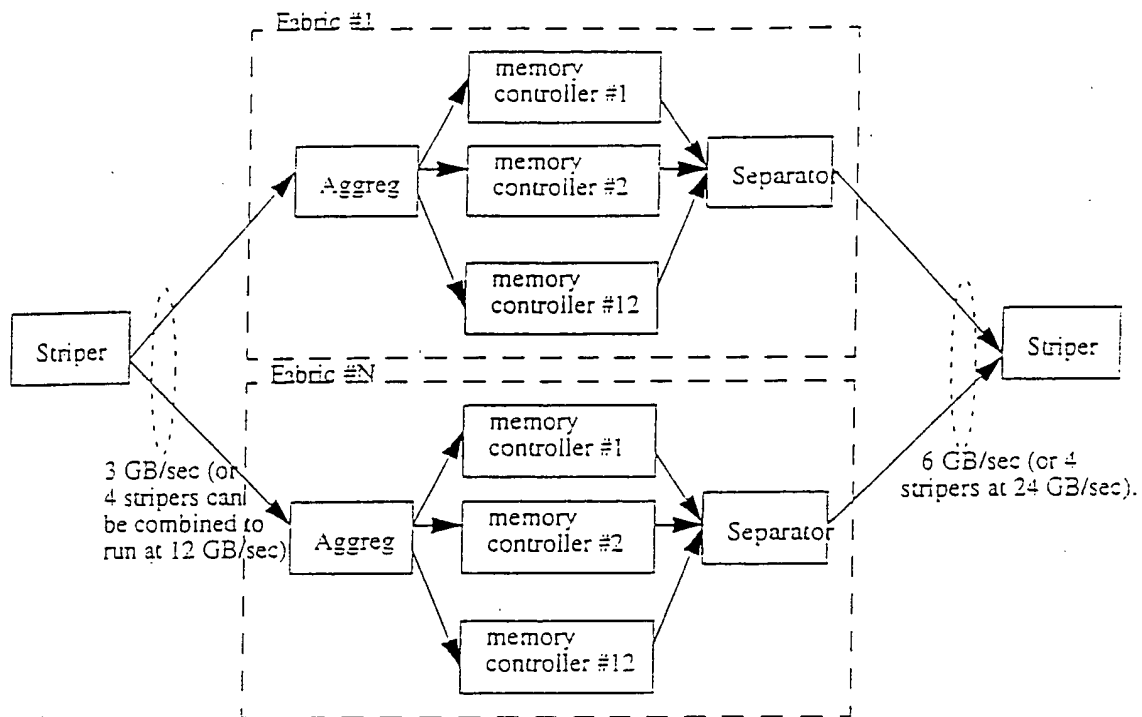 Fabric #1
memory
controller #1
Aggreg
memory
controller #2
Separator
memory
controller #12
Striper
Striper
Fabric #N
memory
controller #1
3 GB/sec (or
4 stripers can
be combined to
run at 12 GB/sec)
6 GB/sec (or 4
stripers at 24 GB/sec).
Aggreg
memory
controller #2
Separator
memory
controller #12